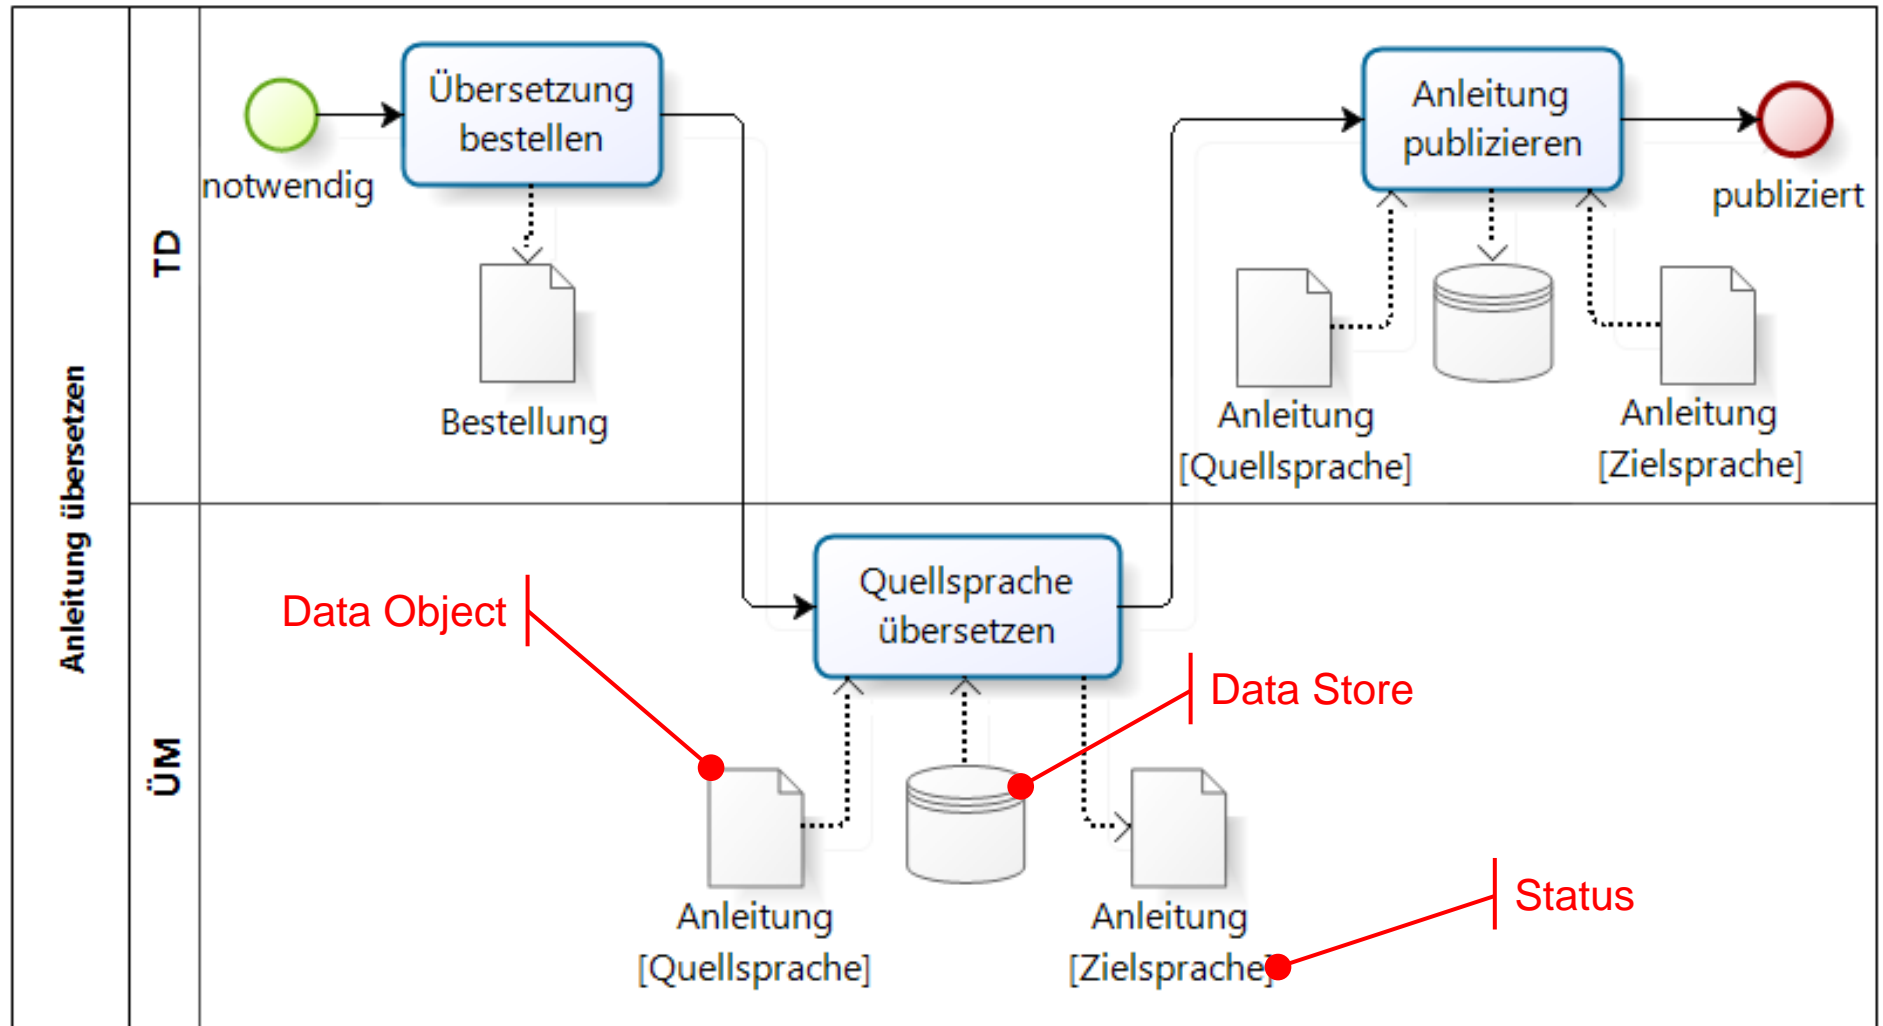 Anleitung übersetzen
TD
notwendig
Übersetzung
bestellen
Bestellung
Anleitung
publizieren
publiziert
Anleitung
[Quellsprache]
Anleitung
[Zielsprache]
ÜM
Quellsprache
übersetzen
Data Object
Data Store
Anleitung
[Quellsprache]
Anleitung
[Zielsprache]
Status